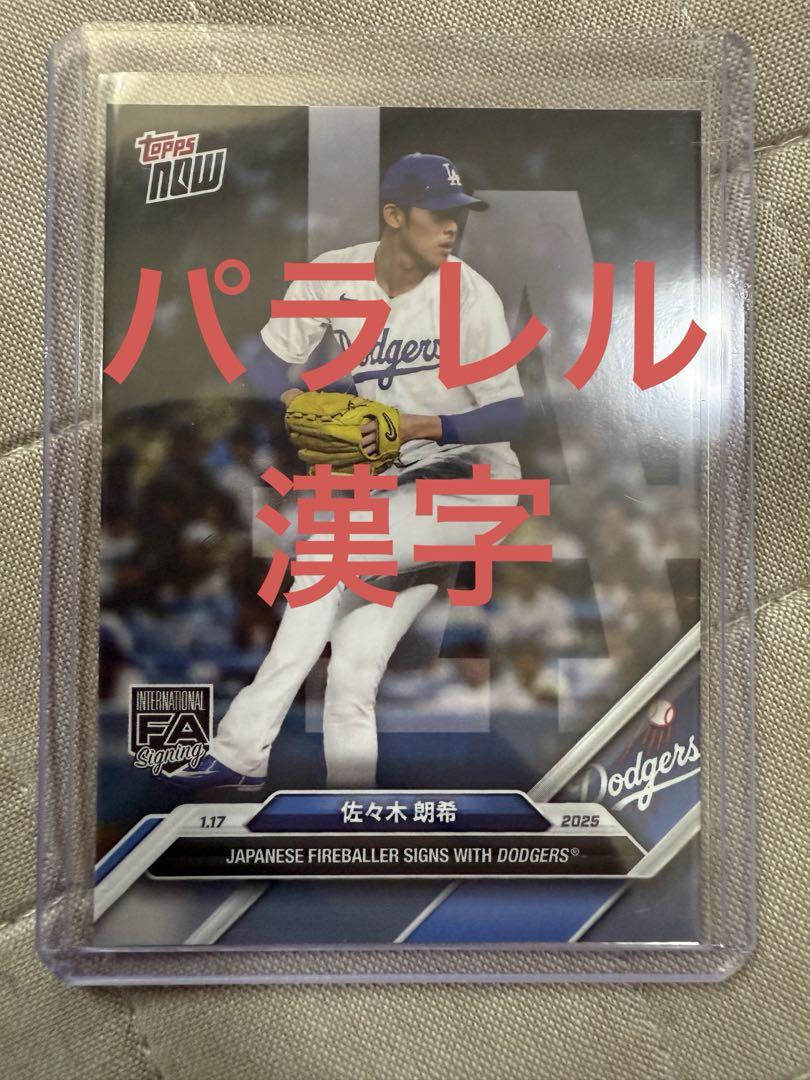 topps
NOW
LA
Dodgers
パラレル
漢字
INTERNATIONAL
FA
Signing
Dodgers
1.17
佐々木 朗希
2025
JAPANESE FIREBALLER SIGNS WITH DODGERS®